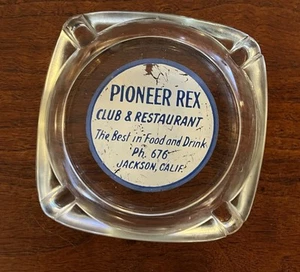 PIONEER REX
CLUB & RESTAURANT
The Best in Food and Drink
Ph. 676
JACKSON, CALIF.